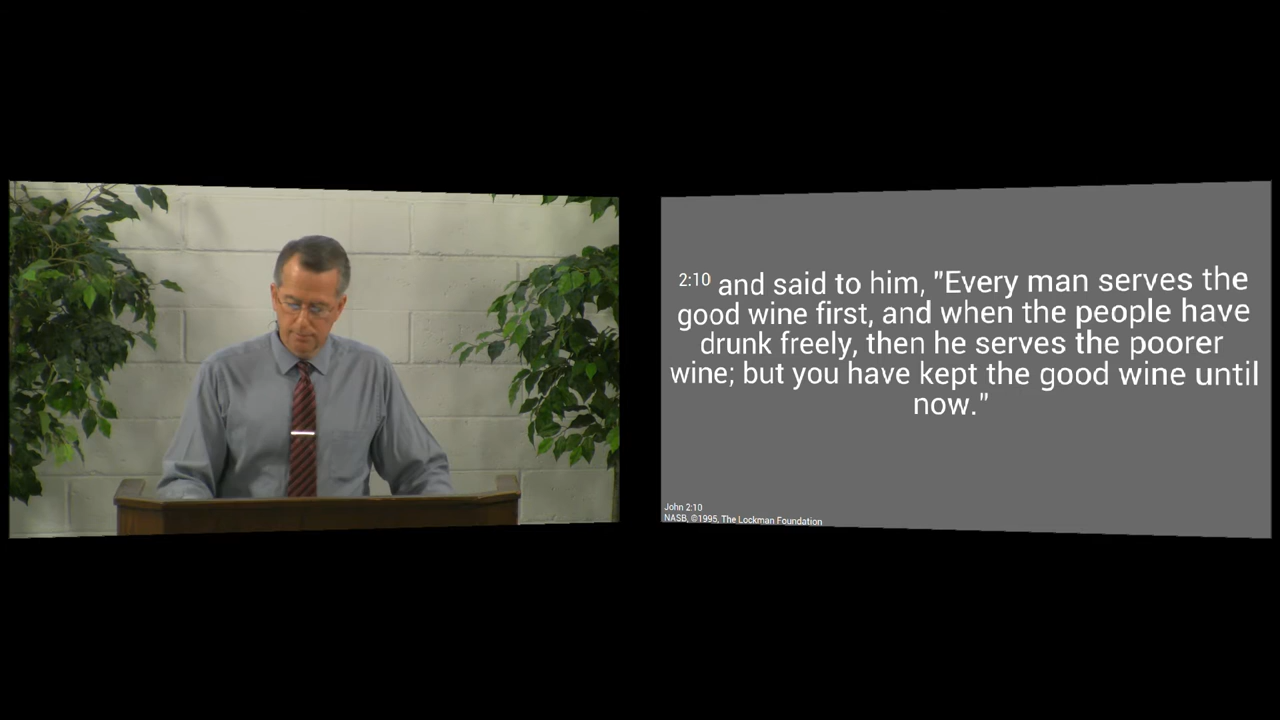 2:10 and said to him, "Every man serves the
good wine first, and when the people have
drunk freely, then he serves the poorer
wine; but you have kept the good wine until
now."
John 2:10
NASB, ©1995, The Lockman Foundation